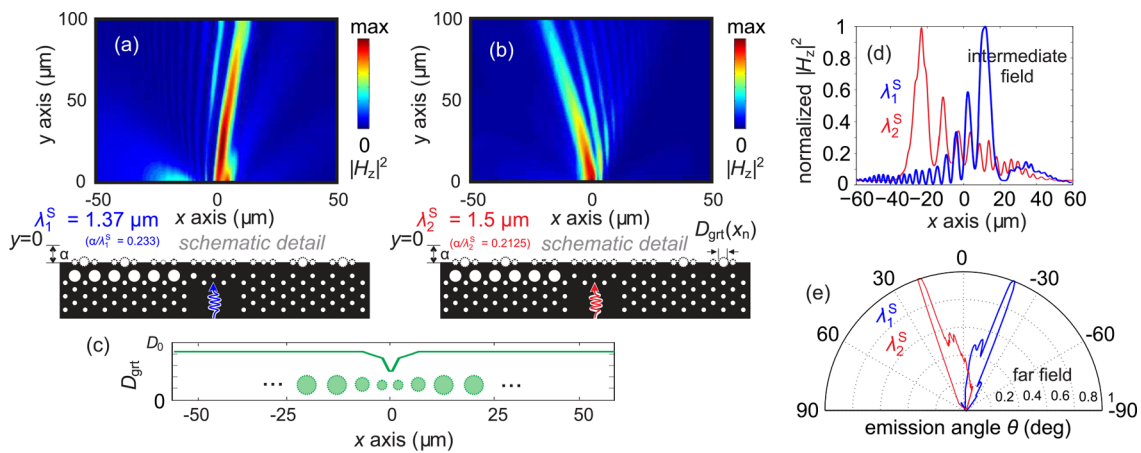 (a)
y axis (µm)
100
50
0
-50
0
50
x axis (µm)
max
0
|Hz|²
(b)
y axis (µm)
100
50
0
-50
0
50
x axis (µm)
max
0
|Hz|²
(d)
normalized |Hz|²
1
0.8
0.6
0.4
0.2
0
intermediate
field
λ₁ˢ
λ₂ˢ
−60 −40 −20 0 20 40 60
x axis (µm)
λ₁ˢ = 1.37 µm
(α/λ₁ˢ = 0.233)
y=0
α
schematic detail
λ₂ˢ = 1.5 µm
(α/λ₂ˢ = 0.2125)
y=0
α
schematic detail
Dgrt(xn)
(c)
Dgrt
D₀
0
... ...
-50 -25 0 25 50
x axis (µm)
(e)
0
30 -30
60 -60
90 -90
λ₁ˢ
λ₂ˢ
far field
0.2 0.4 0.6 0.8 1
emission angle θ (deg)